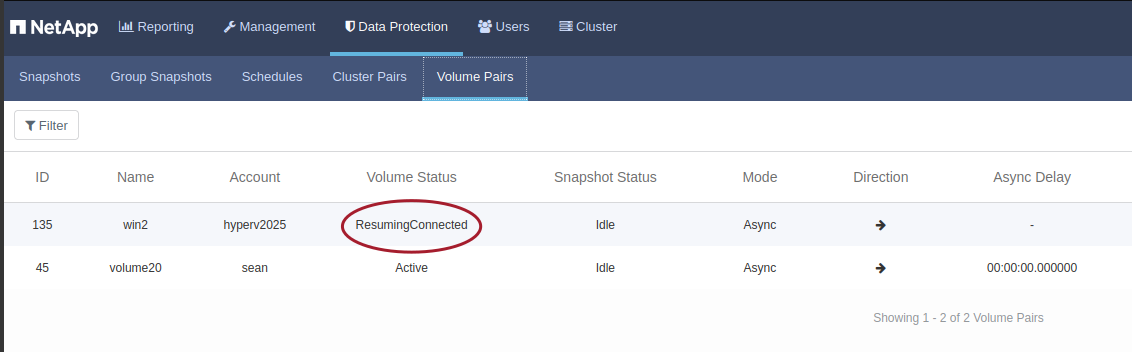 NetApp Reporting Management Data Protection Users Cluster
Snapshots Group Snapshots Schedules Cluster Pairs Volume Pairs
Filter
ID Name Account Volume Status Snapshot Status Mode Direction Async Delay
135 win2 hyperv2025 ResumingConnected Idle Async -
45 volume20 sean Active Idle Async 00:00:00.000000
Showing 1 - 2 of 2 Volume Pairs